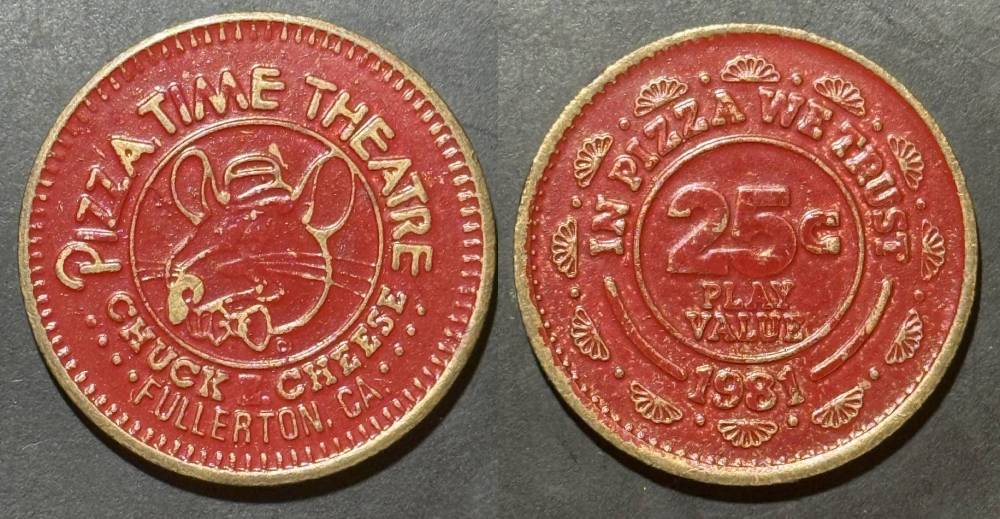 PIZZA TIME THEATRE
CHUCK E. CHEESE
FULLERTON, CA.
IN PIZZA WE TRUST
25¢
PLAY
VALUE
1981